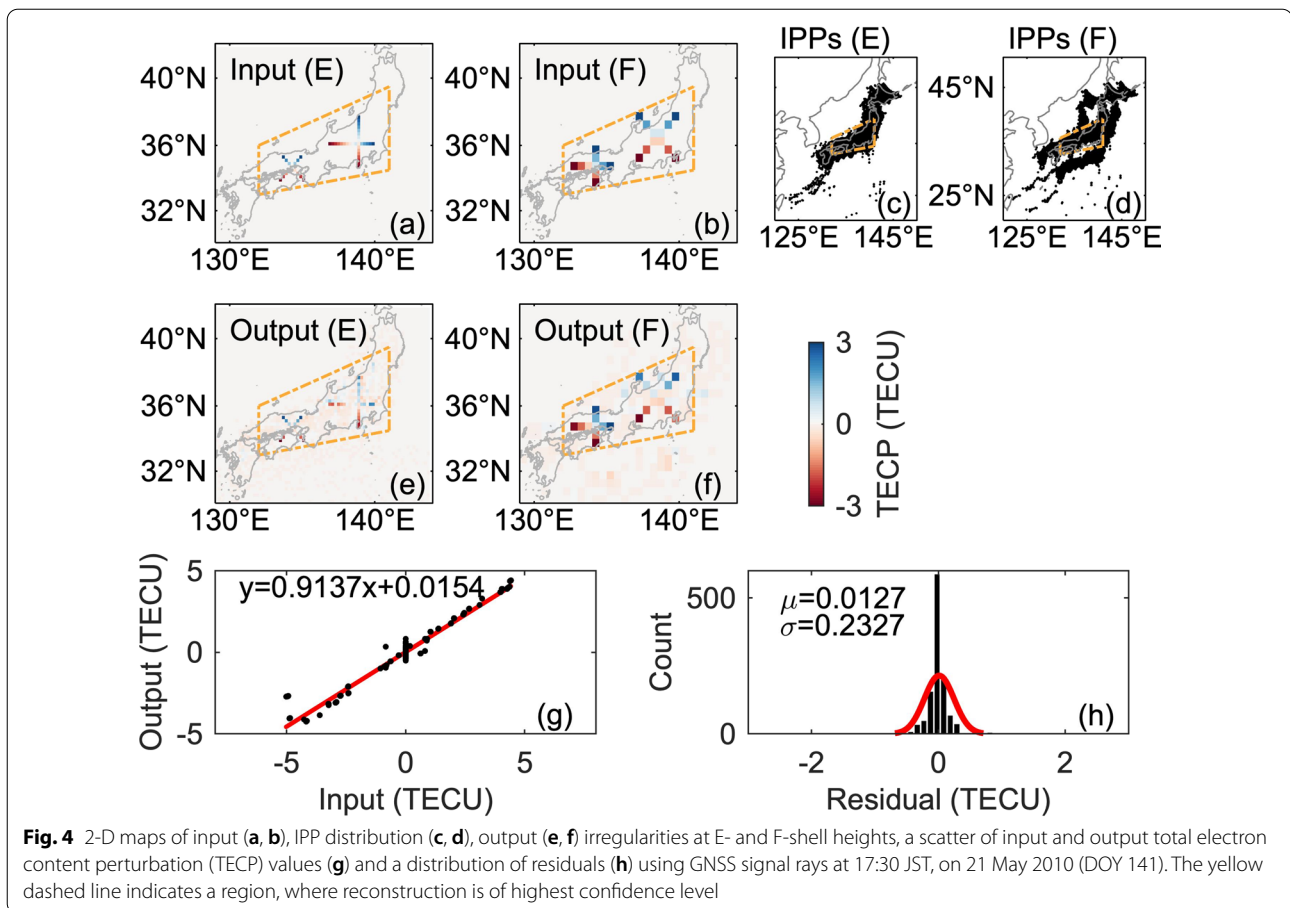 Input (E)
40°N
36°N
32°N
(a)
130°E 140°E
Input (F)
40°N
36°N
32°N
(b)
130°E 140°E
IPPs (E)
(c)
125°E 145°E
IPPs (F)
45°N
25°N
(d)
125°E 145°E
Output (E)
40°N
36°N
32°N
(e)
130°E 140°E
Output (F)
40°N
36°N
32°N
(f)
130°E 140°E
3
0
-3
TECP (TECU)
y=0.9137x+0.0154
Output (TECU)
5
0
-5
(g)
-5 0 5
Input (TECU)
μ=0.0127
σ=0.2327
Count
500
0
(h)
-2 0 2
Residual (TECU)
Fig. 4 2-D maps of input (a, b), IPP distribution (c, d), output (e, f) irregularities at E- and F-shell heights, a scatter of input and output total electron
content perturbation (TECP) values (g) and a distribution of residuals (h) using GNSS signal rays at 17:30 JST, on 21 May 2010 (DOY 141). The yellow
dashed line indicates a region, where reconstruction is of highest confidence level